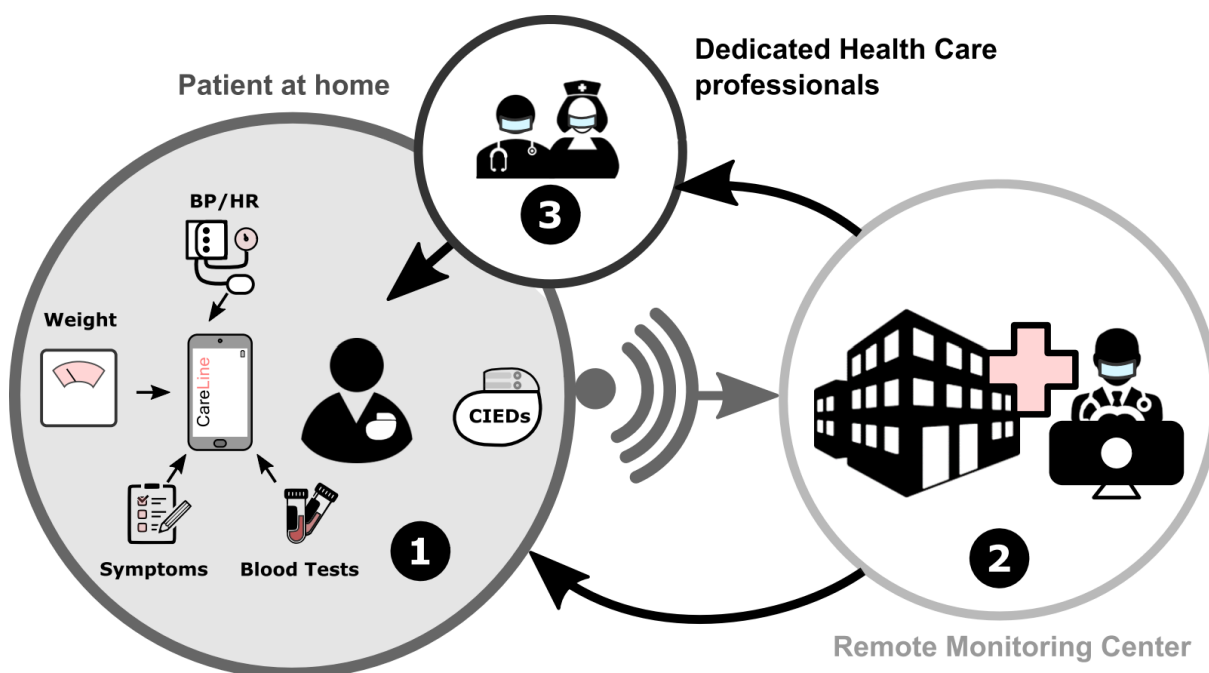 Dedicated Health Care
professionals
Patient at home
3
BP/HR
Weight
CareLine
CIEDs
1
Symptoms
Blood Tests
2
Remote Monitoring Center